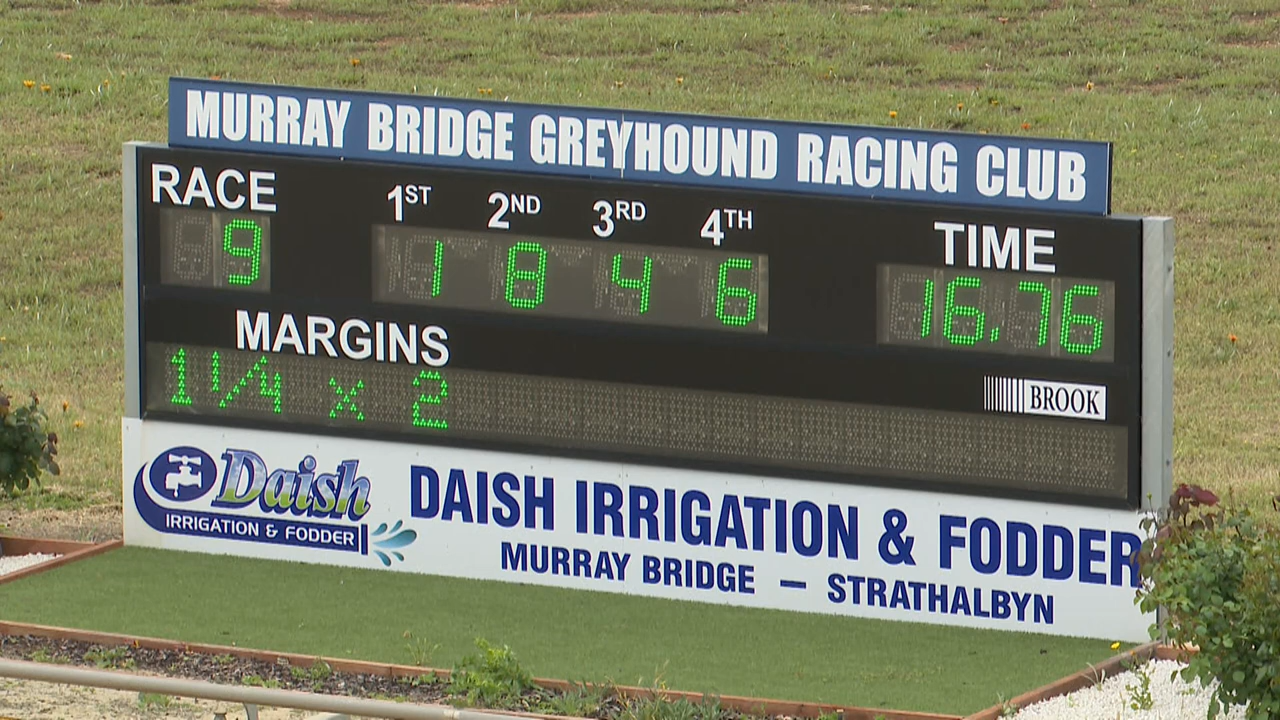 MURRAY BRIDGE GREYHOUND RACING CLUB
RACE 1ST 2ND 3RD 4TH TIME
9 1 8 4 6 16.76
MARGINS
1 1/4 x 2
BROOK
Daish
IRRIGATION & FODDER
DAISH IRRIGATION & FODDER
MURRAY BRIDGE – STRATHALBYN